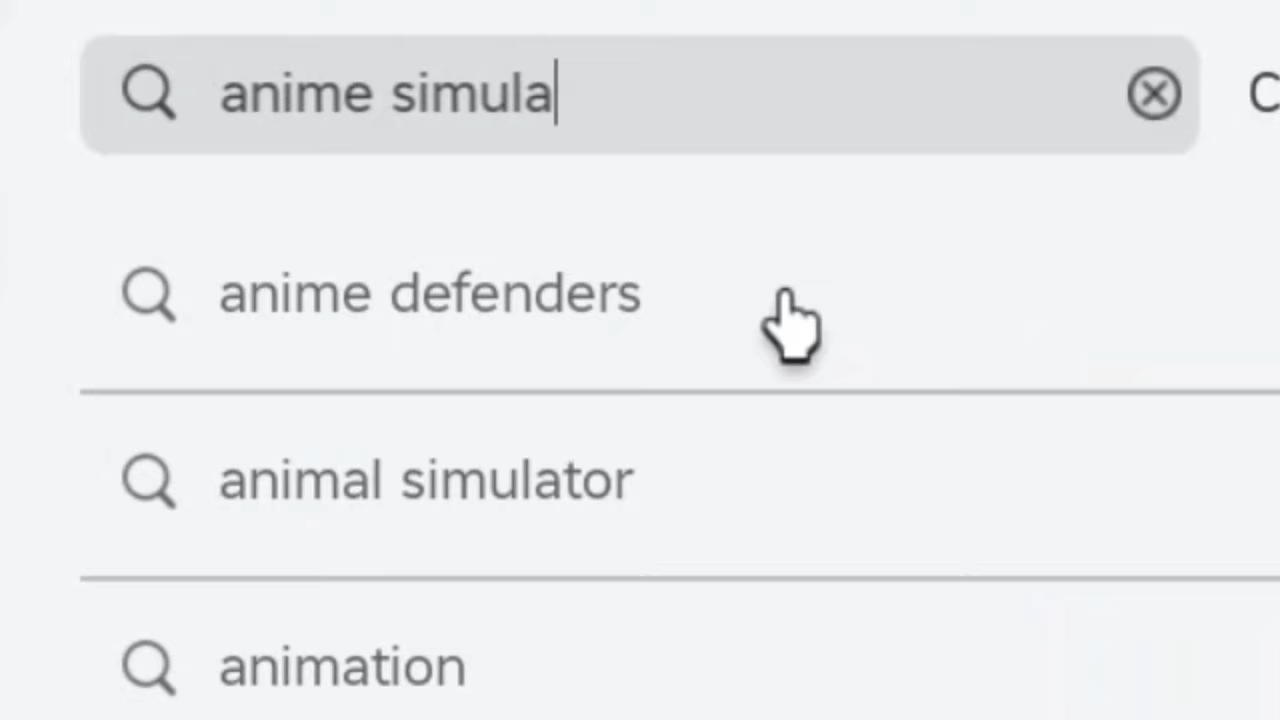 anime simula
anime defenders
animal simulator
animation